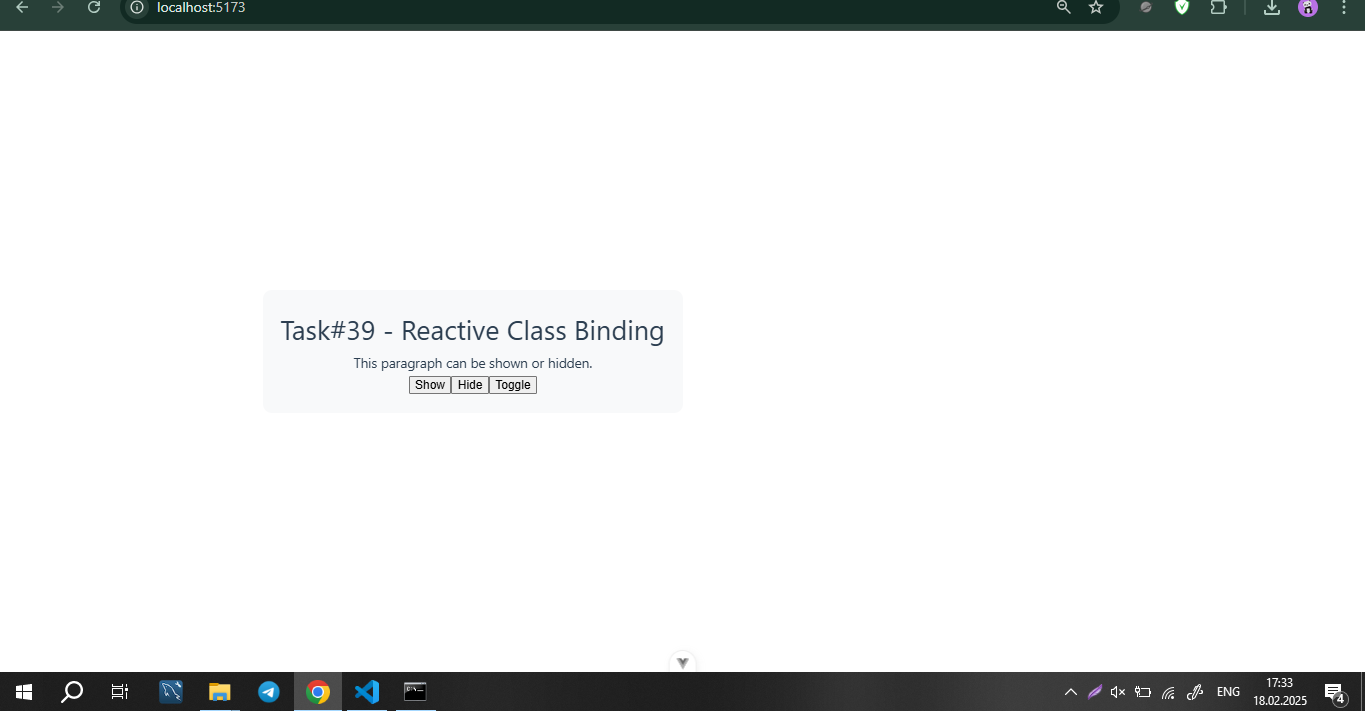 localhost:5173
Task#39 - Reactive Class Binding
This paragraph can be shown or hidden.
Show Hide Toggle
ENG
17:33
18.02.2025
4